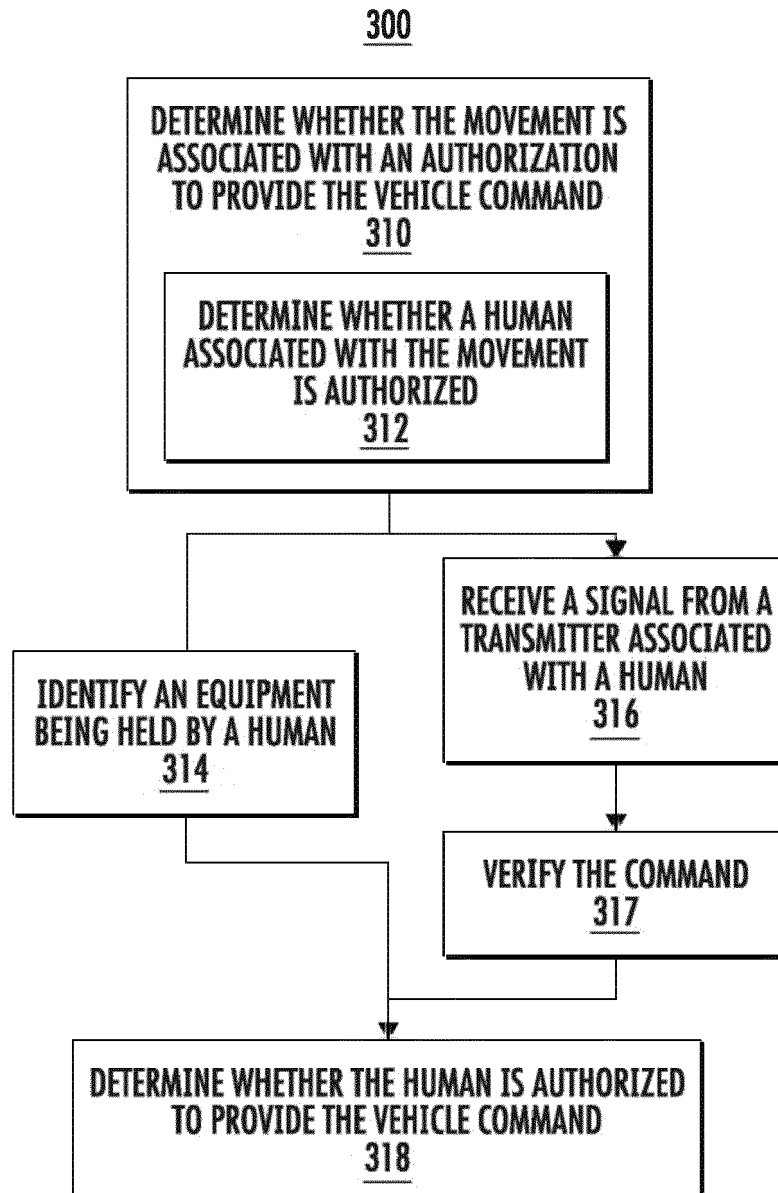 300
DETERMINE WHETHER THE MOVEMENT IS
ASSOCIATED WITH AN AUTHORIZATION
TO PROVIDE THE VEHICLE COMMAND
310
DETERMINE WHETHER A HUMAN
ASSOCIATED WITH THE MOVEMENT
IS AUTHORIZED
312
IDENTIFY AN EQUIPMENT
BEING HELD BY A HUMAN
314
RECEIVE A SIGNAL FROM A
TRANSMITTER ASSOCIATED
WITH A HUMAN
316
VERIFY THE COMMAND
317
DETERMINE WHETHER THE HUMAN IS AUTHORIZED
TO PROVIDE THE VEHICLE COMMAND
318